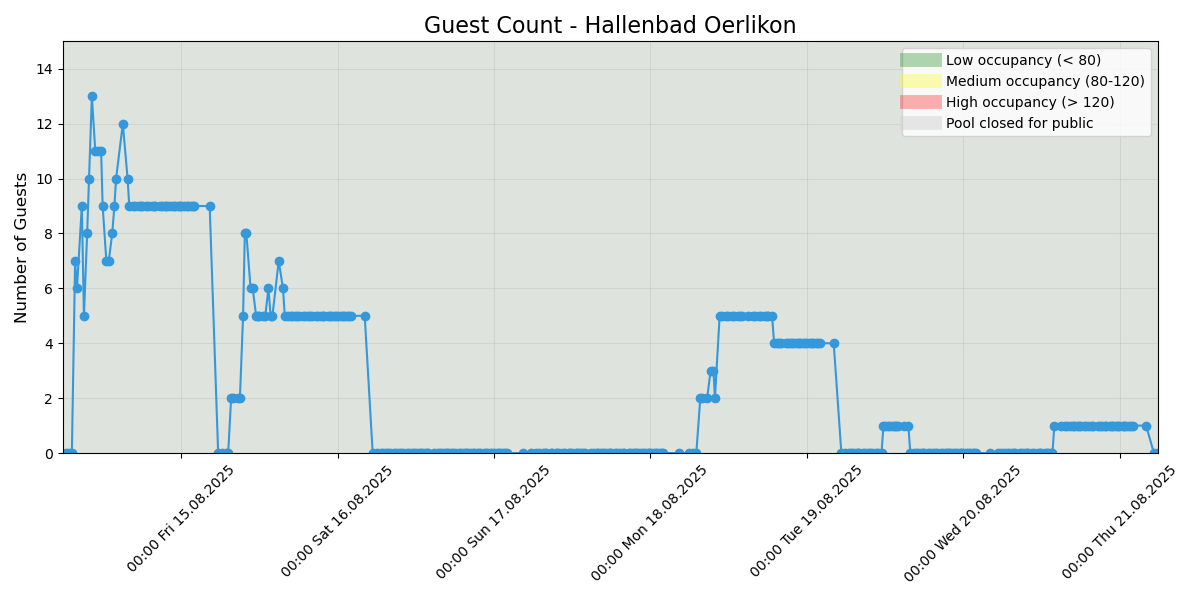 Guest Count - Hallenbad Oerlikon
Number of Guests
14
12
10
8
6
4
2
0
Low occupancy (< 80)
Medium occupancy (80-120)
High occupancy (> 120)
Pool closed for public
00:00 Fri 15.08.2025
00:00 Sat 16.08.2025
00:00 Sun 17.08.2025
00:00 Mon 18.08.2025
00:00 Tue 19.08.2025
00:00 Wed 20.08.2025
00:00 Thu 21.08.2025